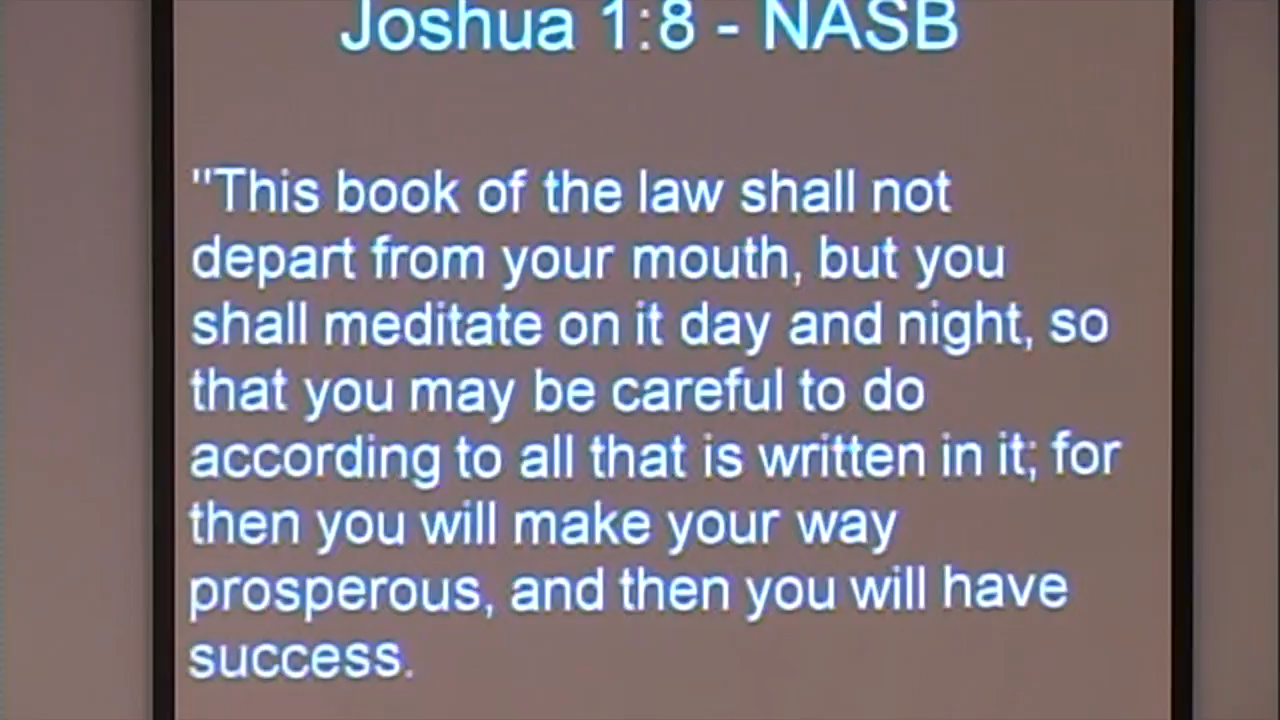 Joshua 1:8 - NASB
"This book of the law shall not
depart from your mouth, but you
shall meditate on it day and night, so
that you may be careful to do
according to all that is written in it; for
then you will make your way
prosperous, and then you will have
success.